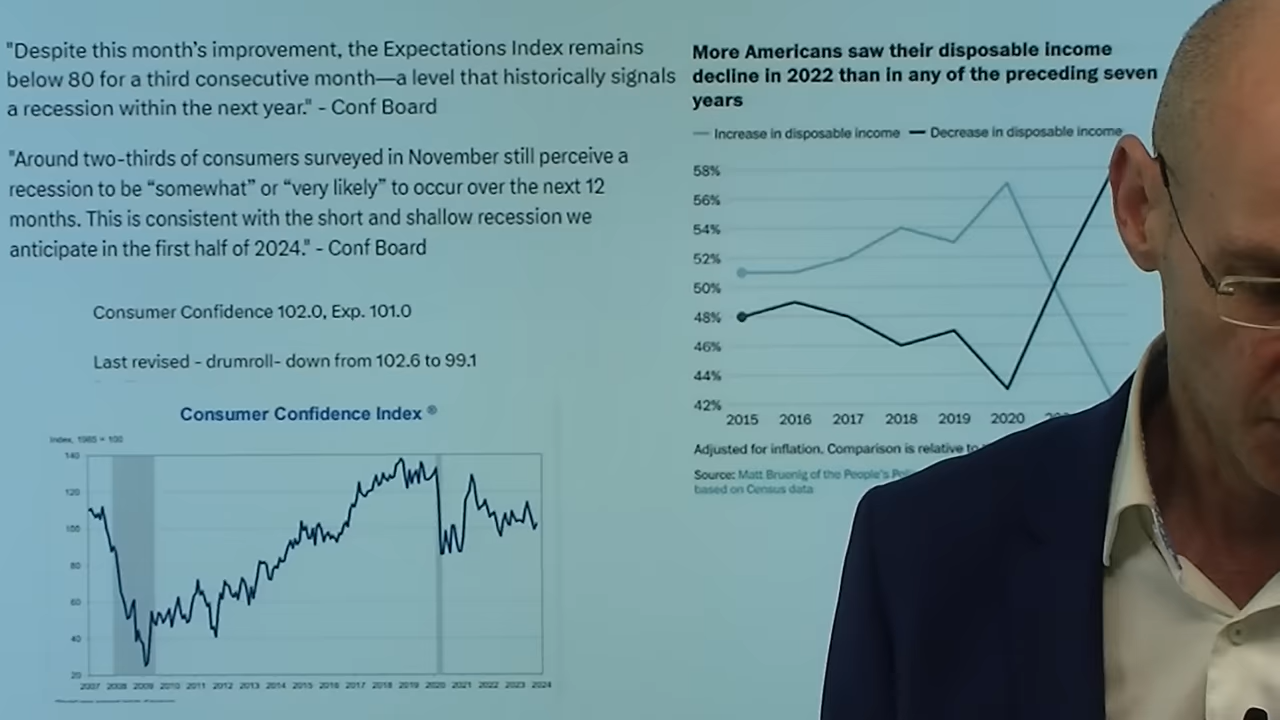 "Despite this month's improvement, the Expectations Index remains
below 80 for a third consecutive month—a level that historically signals
a recession within the next year." - Conf Board
"Around two-thirds of consumers surveyed in November still perceive a
recession to be “somewhat” or “very likely” to occur over the next 12
months. This is consistent with the short and shallow recession we
anticipate in the first half of 2024." - Conf Board
Consumer Confidence 102.0, Exp. 101.0
Last revised - drumroll- down from 102.6 to 99.1
Consumer Confidence Index ®
Index, 1985 = 100
140
120
100
80
60
40
20
2007 2008 2009 2010 2011 2012 2013 2014 2015 2016 2017 2018 2019 2020 2021 2022 2023 2024
More Americans saw their disposable income
decline in 2022 than in any of the preceding seven
years
Increase in disposable income Decrease in disposable income
58%
56%
54%
52%
50%
48%
46%
44%
42%
2015 2016 2017 2018 2019 2020
Adjusted for inflation. Comparison is relative to
Source: Matt Bruenig of the People's
based on Census data